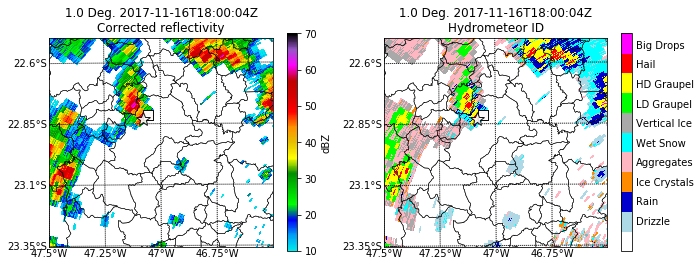 1.0 Deg. 2017-11-16T18:00:04Z
Corrected reflectivity
22.6°S
22.85°S
23.1°S
23.35°S
47.5°W
47.25°W
47°W
46.75°W
70
60
50
40
30
20
10
dBZ
1.0 Deg. 2017-11-16T18:00:04Z
Hydrometeor ID
22.6°S
22.85°S
23.1°S
23.35°S
47.5°W
47.25°W
47°W
46.75°W
Big Drops
Hail
HD Graupel
LD Graupel
Vertical Ice
Wet Snow
Aggregates
Ice Crystals
Rain
Drizzle